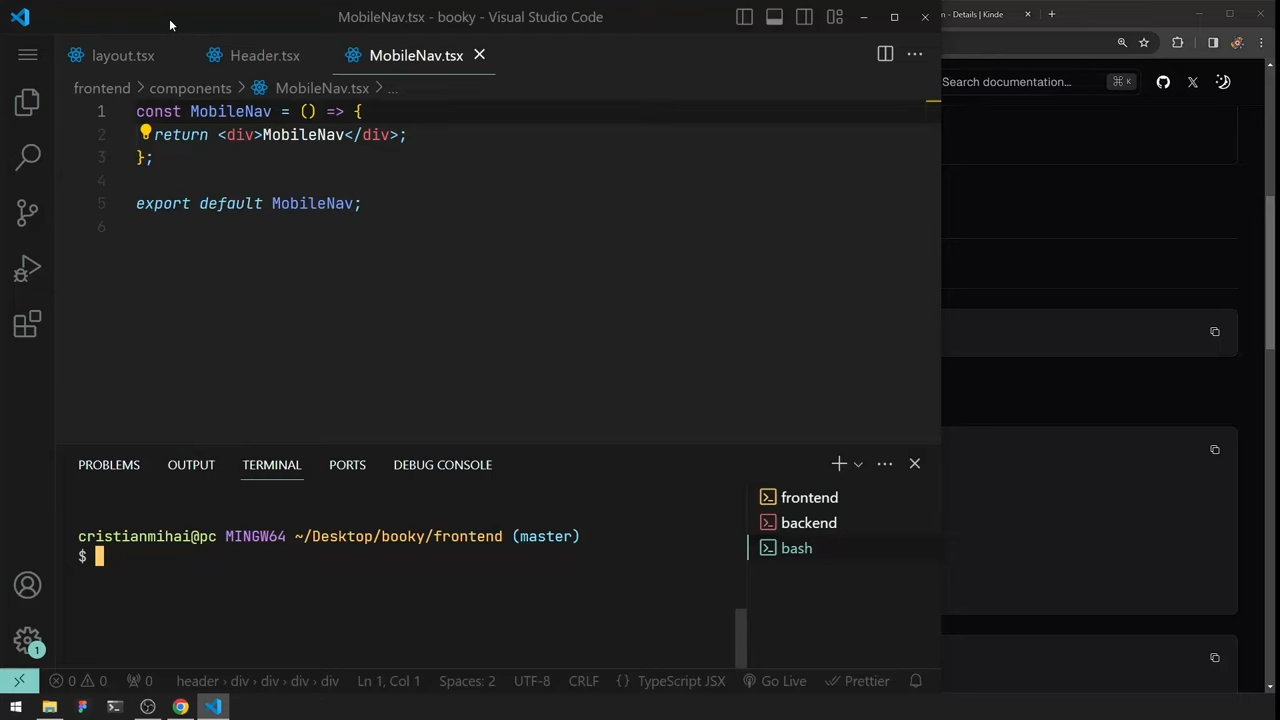 MobileNav.tsx - booky - Visual Studio Code
n - Details | Kinde
layout.tsx
Header.tsx
MobileNav.tsx
Search documentation...
⌘ K
frontend > components > MobileNav.tsx > ...
1 const MobileNav = () => {
2 return <div>MobileNav</div>;
3 };
4
5 export default MobileNav;
6
PROBLEMS
OUTPUT
TERMINAL
PORTS
DEBUG CONSOLE
frontend
backend
bash
cristianmihai@pc MINGW64 ~/Desktop/booky/frontend (master)
$
1
0 0 0 header › div › div › div › div Ln 1, Col 1 Spaces: 2 UTF-8 CRLF {} TypeScript JSX Go Live Prettier